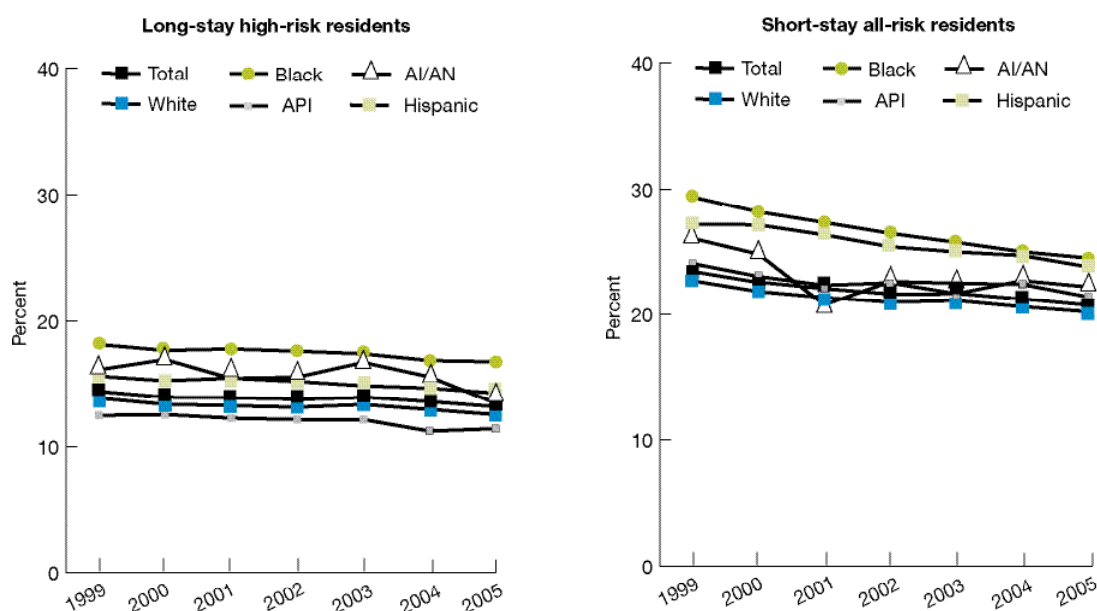 Long-stay high-risk residents
40
Total
Black
AI/AN
White
API
Hispanic
30
Percent
20
10
0
1999
2000
2001
2002
2003
2004
2005
Short-stay all-risk residents
40
Total
Black
AI/AN
White
API
Hispanic
30
Percent
20
10
0
1999
2000
2001
2002
2003
2004
2005